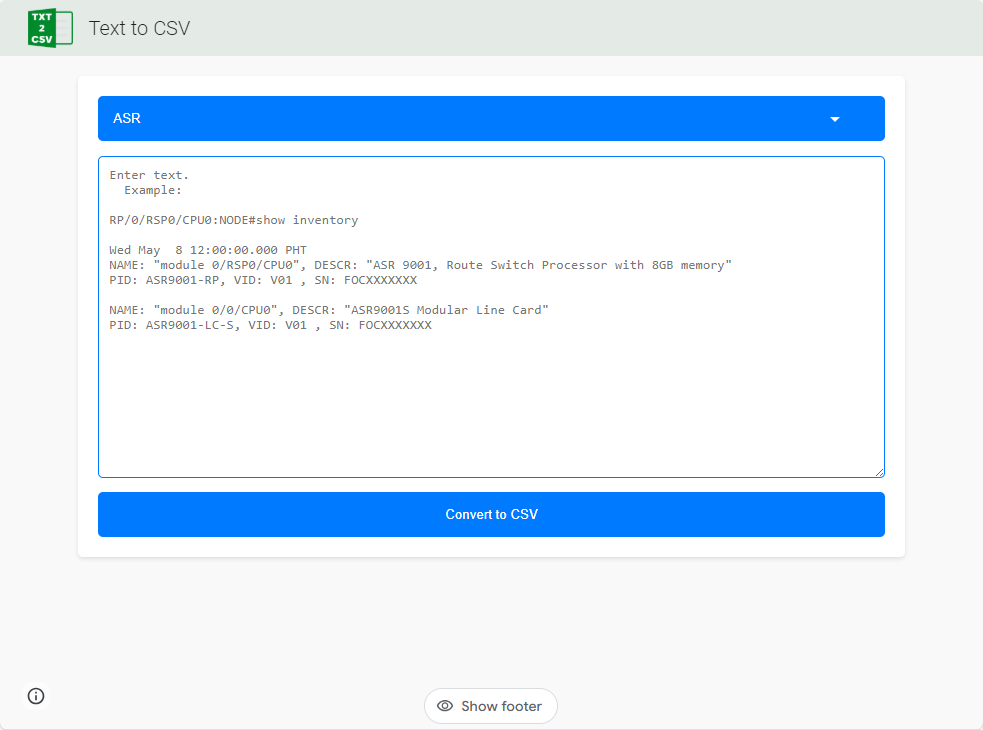 TXT
2
CSV
Text to CSV
ASR
Enter text.
  Example:
RP/0/RSP0/CPU0:NODE#show inventory
Wed May  8 12:00:00.000 PHT
NAME: "module 0/RSP0/CPU0", DESCR: "ASR 9001, Route Switch Processor with 8GB memory"
PID: ASR9001-RP, VID: V01 , SN: FOCXXXXXXX
NAME: "module 0/0/CPU0", DESCR: "ASR9001S Modular Line Card"
PID: ASR9001-LC-S, VID: V01 , SN: FOCXXXXXXX
Convert to CSV
Show footer